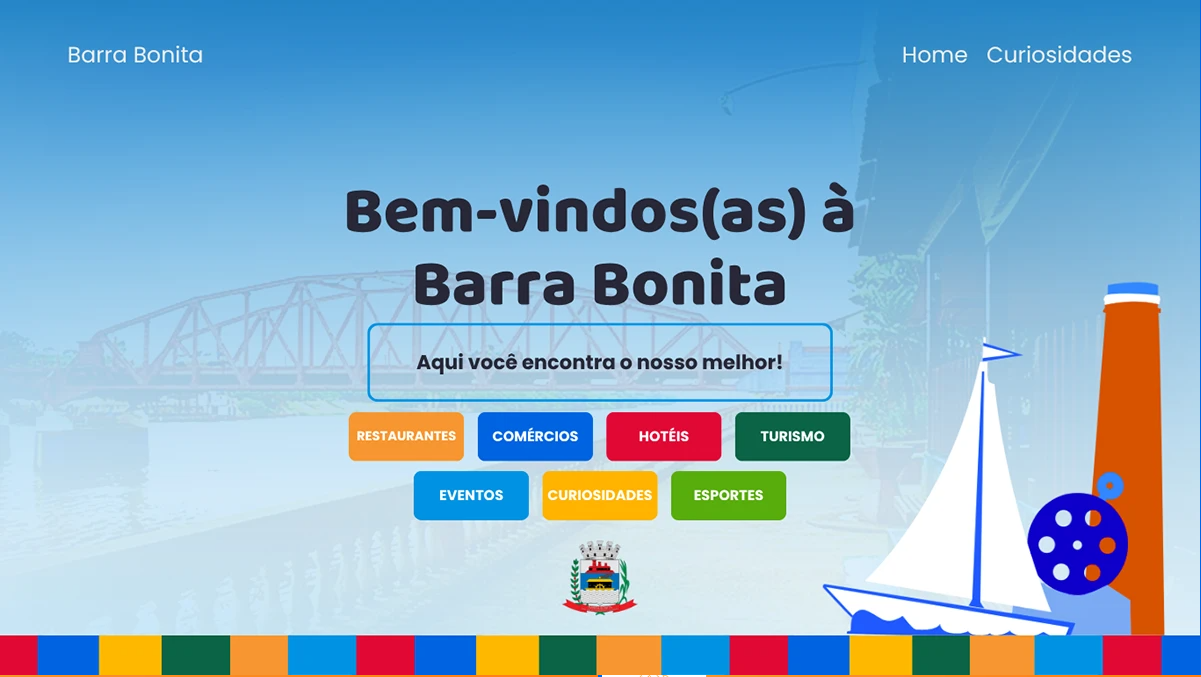 Barra Bonita
Home Curiosidades
Bem-vindos(as) à
Barra Bonita
Aqui você encontra o nosso melhor!
RESTAURANTES COMÉRCIOS HOTÉIS TURISMO
EVENTOS CURIOSIDADES ESPORTES